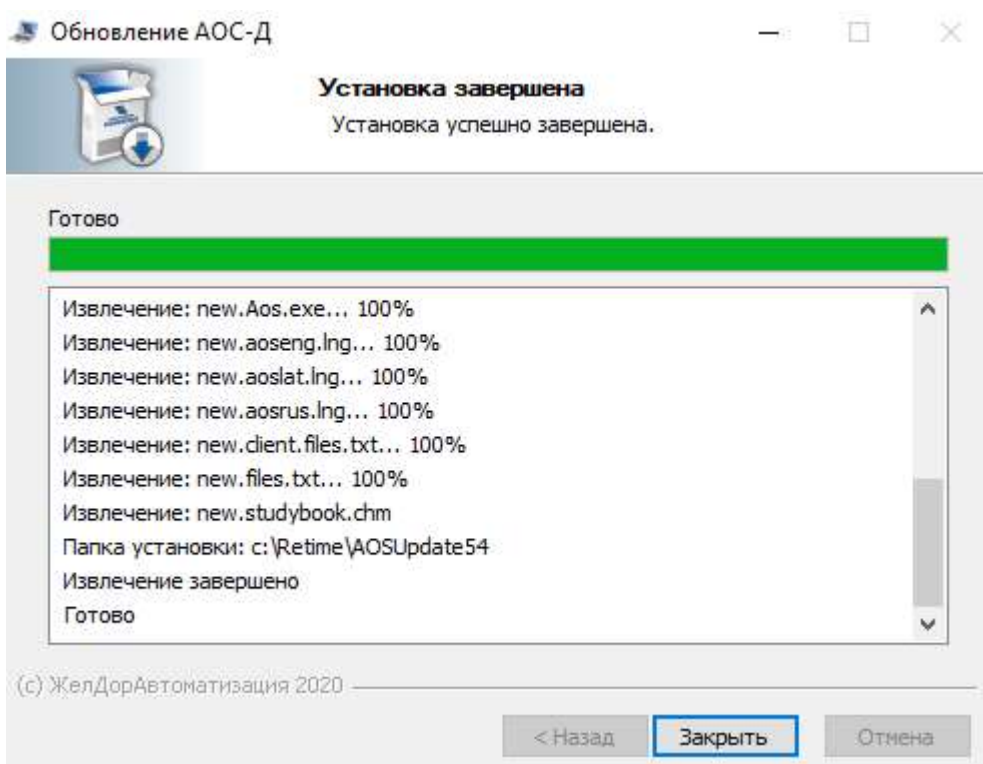 Обновление АОС-Д
Установка завершена
Установка успешно завершена.
Готово
Извлечение: new.Aos.exe... 100%
Извлечение: new.aoseng.lng... 100%
Извлечение: new.aoslat.lng... 100%
Извлечение: new.aosrus.lng... 100%
Извлечение: new.client.files.txt... 100%
Извлечение: new.files.txt... 100%
Извлечение: new.studybook.chm
Папка установки: c:\Retime\AOSUpdate54
Извлечение завершено
Готово
(c) ЖелДорАвтоматизация 2020
< Назад Закрыть Отмена